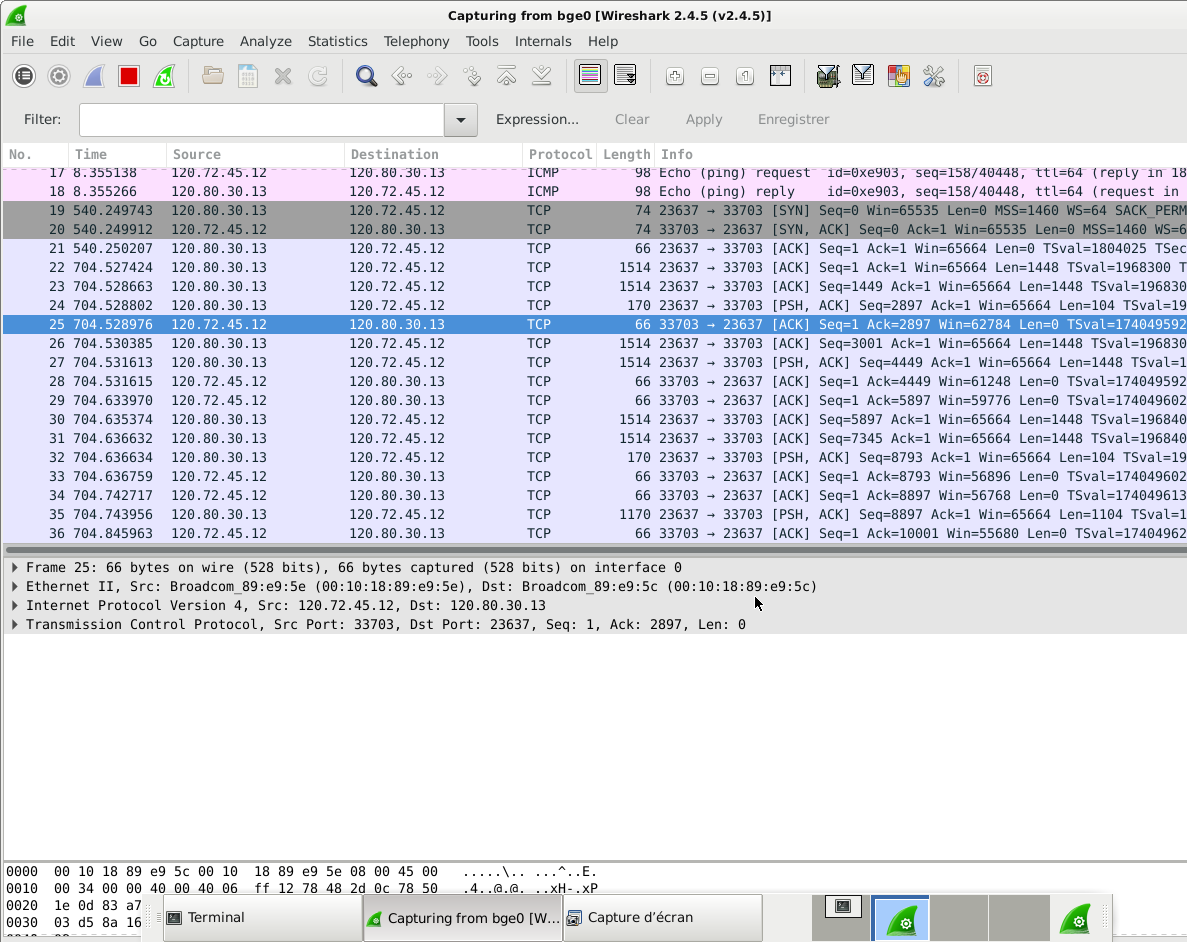 Capturing from bge0 [Wireshark 2.4.5 (v2.4.5)]
File Edit View Go Capture Analyze Statistics Telephony Tools Internals Help
Filter: Expression... Clear Apply Enregistrer
No. Time Source Destination Protocol Length Info
17 8.355138 120.72.45.12 120.80.30.13 ICMP 98 Echo (ping) request id=0xe903, seq=158/40448, ttl=64 (reply in 18
18 8.355266 120.80.30.13 120.72.45.12 ICMP 98 Echo (ping) reply id=0xe903, seq=158/40448, ttl=64 (request in
19 540.249743 120.80.30.13 120.72.45.12 TCP 74 23637 → 33703 [SYN] Seq=0 Win=65535 Len=0 MSS=1460 WS=64 SACK_PERM
20 540.249912 120.72.45.12 120.80.30.13 TCP 74 33703 → 23637 [SYN, ACK] Seq=0 Ack=1 Win=65535 Len=0 MSS=1460 WS=6
21 540.250207 120.80.30.13 120.72.45.12 TCP 66 23637 → 33703 [ACK] Seq=1 Ack=1 Win=65664 Len=0 TSval=1804025 TSec
22 704.527424 120.80.30.13 120.72.45.12 TCP 1514 23637 → 33703 [ACK] Seq=1 Ack=1 Win=65664 Len=1448 TSval=1968300 T
23 704.528663 120.80.30.13 120.72.45.12 TCP 1514 23637 → 33703 [ACK] Seq=1449 Ack=1 Win=65664 Len=1448 TSval=196830
24 704.528802 120.80.30.13 120.72.45.12 TCP 170 23637 → 33703 [PSH, ACK] Seq=2897 Ack=1 Win=65664 Len=104 TSval=19
25 704.528976 120.72.45.12 120.80.30.13 TCP 66 33703 → 23637 [ACK] Seq=1 Ack=2897 Win=62784 Len=0 TSval=174049592
26 704.530385 120.80.30.13 120.72.45.12 TCP 1514 23637 → 33703 [ACK] Seq=3001 Ack=1 Win=65664 Len=1448 TSval=196830
27 704.531613 120.80.30.13 120.72.45.12 TCP 1514 23637 → 33703 [PSH, ACK] Seq=4449 Ack=1 Win=65664 Len=1448 TSval=1
28 704.531615 120.72.45.12 120.80.30.13 TCP 66 33703 → 23637 [ACK] Seq=1 Ack=4449 Win=61248 Len=0 TSval=174049592
29 704.633970 120.72.45.12 120.80.30.13 TCP 66 33703 → 23637 [ACK] Seq=1 Ack=5897 Win=59776 Len=0 TSval=174049602
30 704.635374 120.80.30.13 120.72.45.12 TCP 1514 23637 → 33703 [ACK] Seq=5897 Ack=1 Win=65664 Len=1448 TSval=196840
31 704.636632 120.80.30.13 120.72.45.12 TCP 1514 23637 → 33703 [ACK] Seq=7345 Ack=1 Win=65664 Len=1448 TSval=196840
32 704.636634 120.80.30.13 120.72.45.12 TCP 170 23637 → 33703 [PSH, ACK] Seq=8793 Ack=1 Win=65664 Len=104 TSval=19
33 704.636759 120.72.45.12 120.80.30.13 TCP 66 33703 → 23637 [ACK] Seq=1 Ack=8793 Win=56896 Len=0 TSval=174049602
34 704.742717 120.72.45.12 120.80.30.13 TCP 66 33703 → 23637 [ACK] Seq=1 Ack=8897 Win=56768 Len=0 TSval=174049613
35 704.743956 120.80.30.13 120.72.45.12 TCP 1170 23637 → 33703 [PSH, ACK] Seq=8897 Ack=1 Win=65664 Len=1104 TSval=1
36 704.845963 120.72.45.12 120.80.30.13 TCP 66 33703 → 23637 [ACK] Seq=1 Ack=10001 Win=55680 Len=0 TSval=17404962
Frame 25: 66 bytes on wire (528 bits), 66 bytes captured (528 bits) on interface 0
Ethernet II, Src: Broadcom_89:e9:5e (00:10:18:89:e9:5e), Dst: Broadcom_89:e9:5c (00:10:18:89:e9:5c)
Internet Protocol Version 4, Src: 120.72.45.12, Dst: 120.80.30.13
Transmission Control Protocol, Src Port: 33703, Dst Port: 23637, Seq: 1, Ack: 2897, Len: 0
0000 00 10 18 89 e9 5c 00 10 18 89 e9 5e 08 00 45 00 .....\.. ...^..E.
0010 00 34 00 00 40 00 40 06 ff 12 78 48 2d 0c 78 50 .4..@.@. ..xH-.xP
0020 1e 0d 83 a7
0030 03 d5 8a 16
Terminal
Capturing from bge0 [W...
Capture d’écran